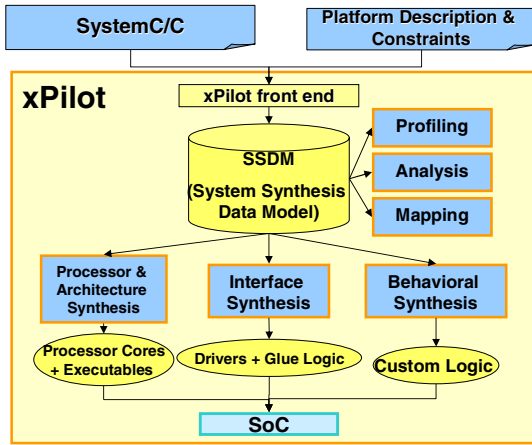 SystemC/C
Platform Description &
Constraints
xPilot
xPilot front end
SSDM
(System Synthesis
Data Model)
Profiling
Analysis
Mapping
Processor &
Architecture
Synthesis
Interface
Synthesis
Behavioral
Synthesis
Processor Cores
+ Executables
Drivers + Glue Logic
Custom Logic
SoC